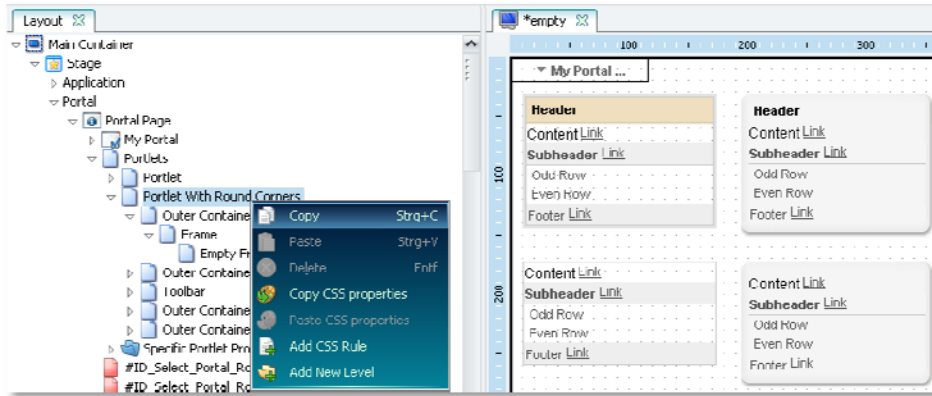 Layout
Main Container
Stage
Application
Portal
Portal Page
My Portal
Portlets
Portlet
Portlet With Round Corners
Outer Containe
Frame
Empty Fr
Outer Containe
Toolbar
Outer Containe
Outer Containe
Specific Portlet Pro
#ID_Select_Portal_Ro
#ID_Select_Portal_Ro
Copy Strg+C
Paste Strg+V
Delete Entf
Copy CSS properties
Paste CSS properties
Add CSS Rule
Add New Level
*empty
100 200 300
100
200
My Portal ...
Header
Content Link
Subheader Link
Odd Row
Even Row
Footer Link
Header
Content Link
Subheader Link
Odd Row
Even Row
Footer Link
Content Link
Subheader Link
Odd Row
Even Row
Footer Link
Content Link
Subheader Link
Odd Row
Even Row
Footer Link